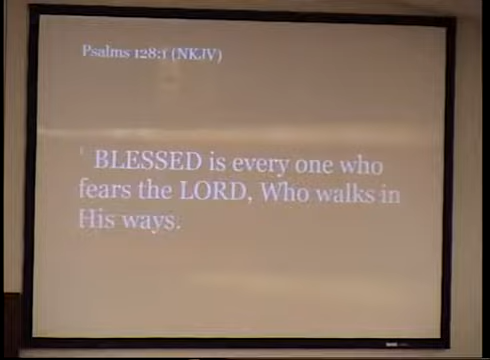 Psalms 128:1 (NKJV)
BLESSED is every one who
fears the LORD, Who walks in
His ways.